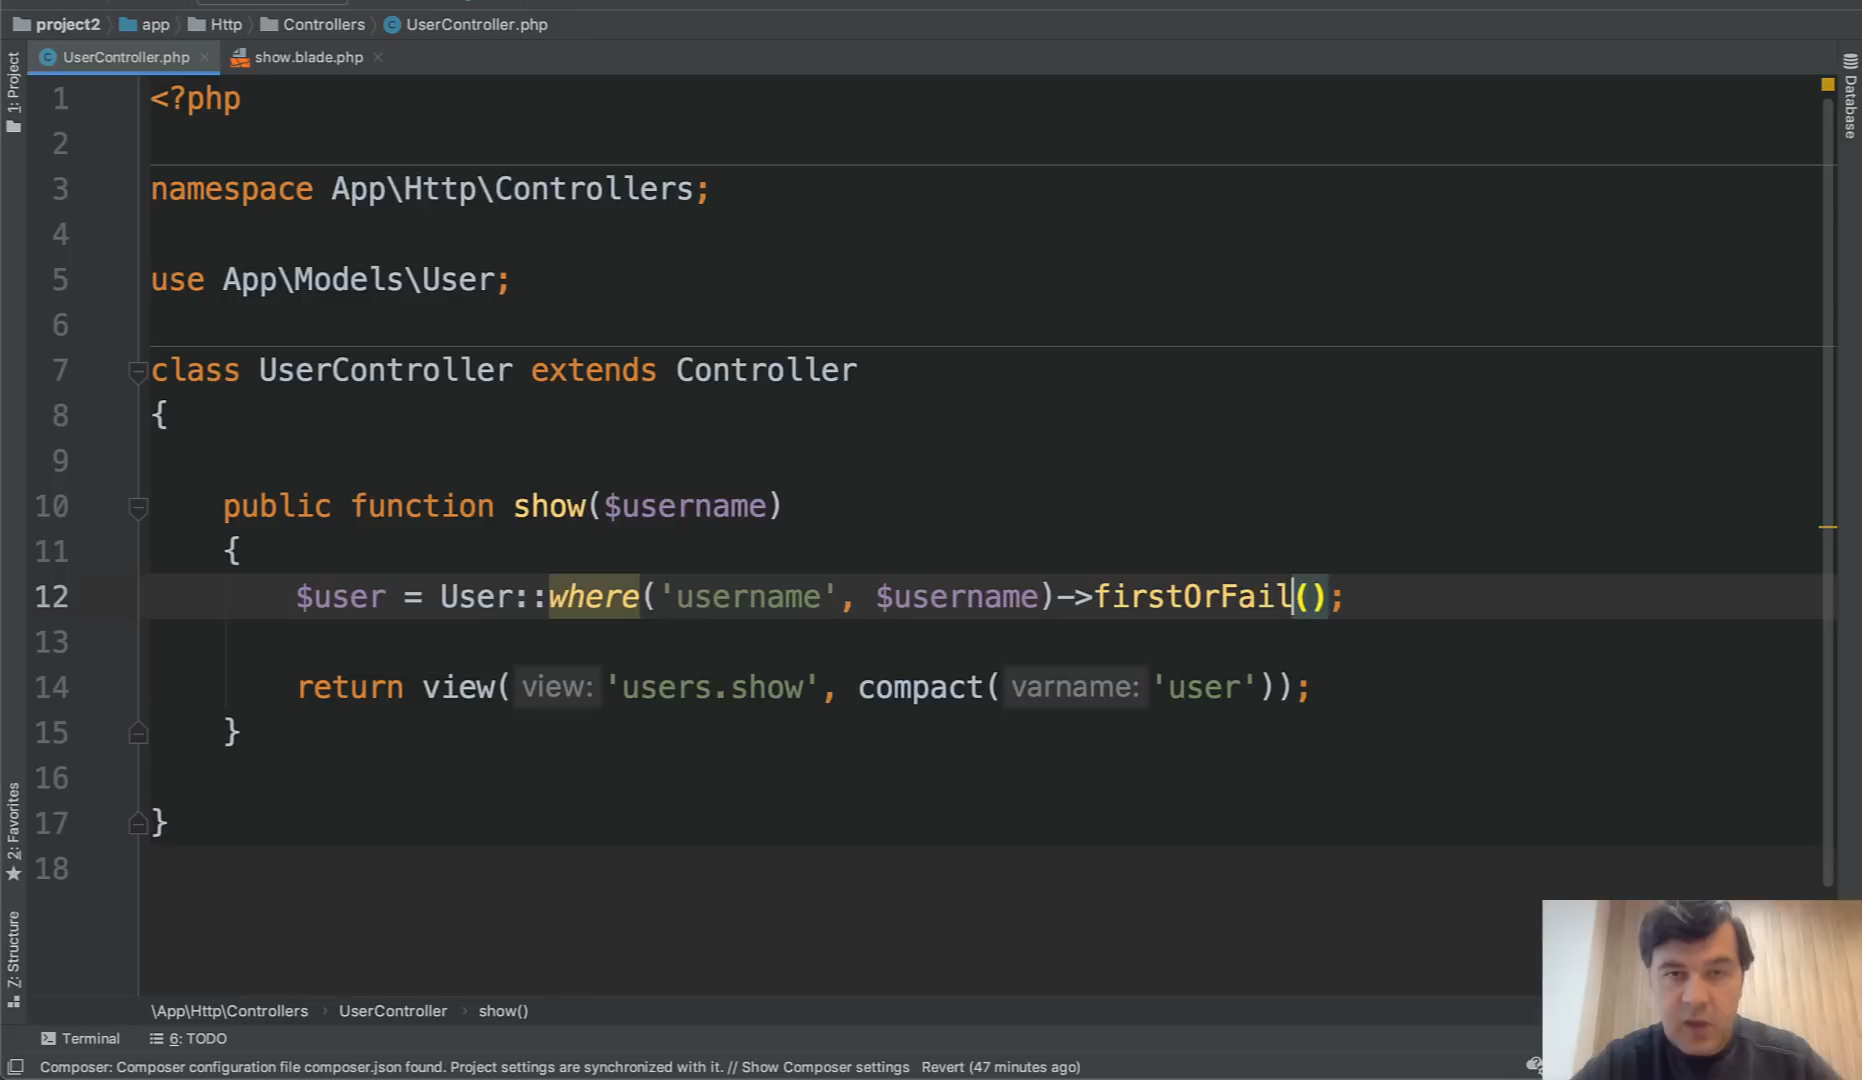 project2 app Http Controllers UserController.php
UserController.php show.blade.php
1: Project
Database
1 <?php
2
3 namespace App\Http\Controllers;
4
5 use App\Models\User;
6
7 class UserController extends Controller
8 {
9
10 public function show($username)
11 {
12 $user = User::where('username', $username)->firstOrFail();
13
14 return view( view: 'users.show', compact( varname: 'user'));
15 }
16
17 }
18
2: Favorites
Z: Structure
\App\Http\Controllers › UserController › show()
Terminal 6: TODO
Composer: Composer configuration file composer.json found. Project settings are synchronized with it. // Show Composer settings Revert (47 minutes ago)